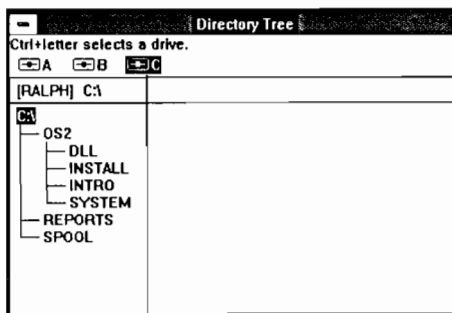 Directory Tree
Ctrl+letter selects a drive.
A B C
[RALPH] C:\
C:\
OS2
DLL
INSTALL
INTRO
SYSTEM
REPORTS
SPOOL